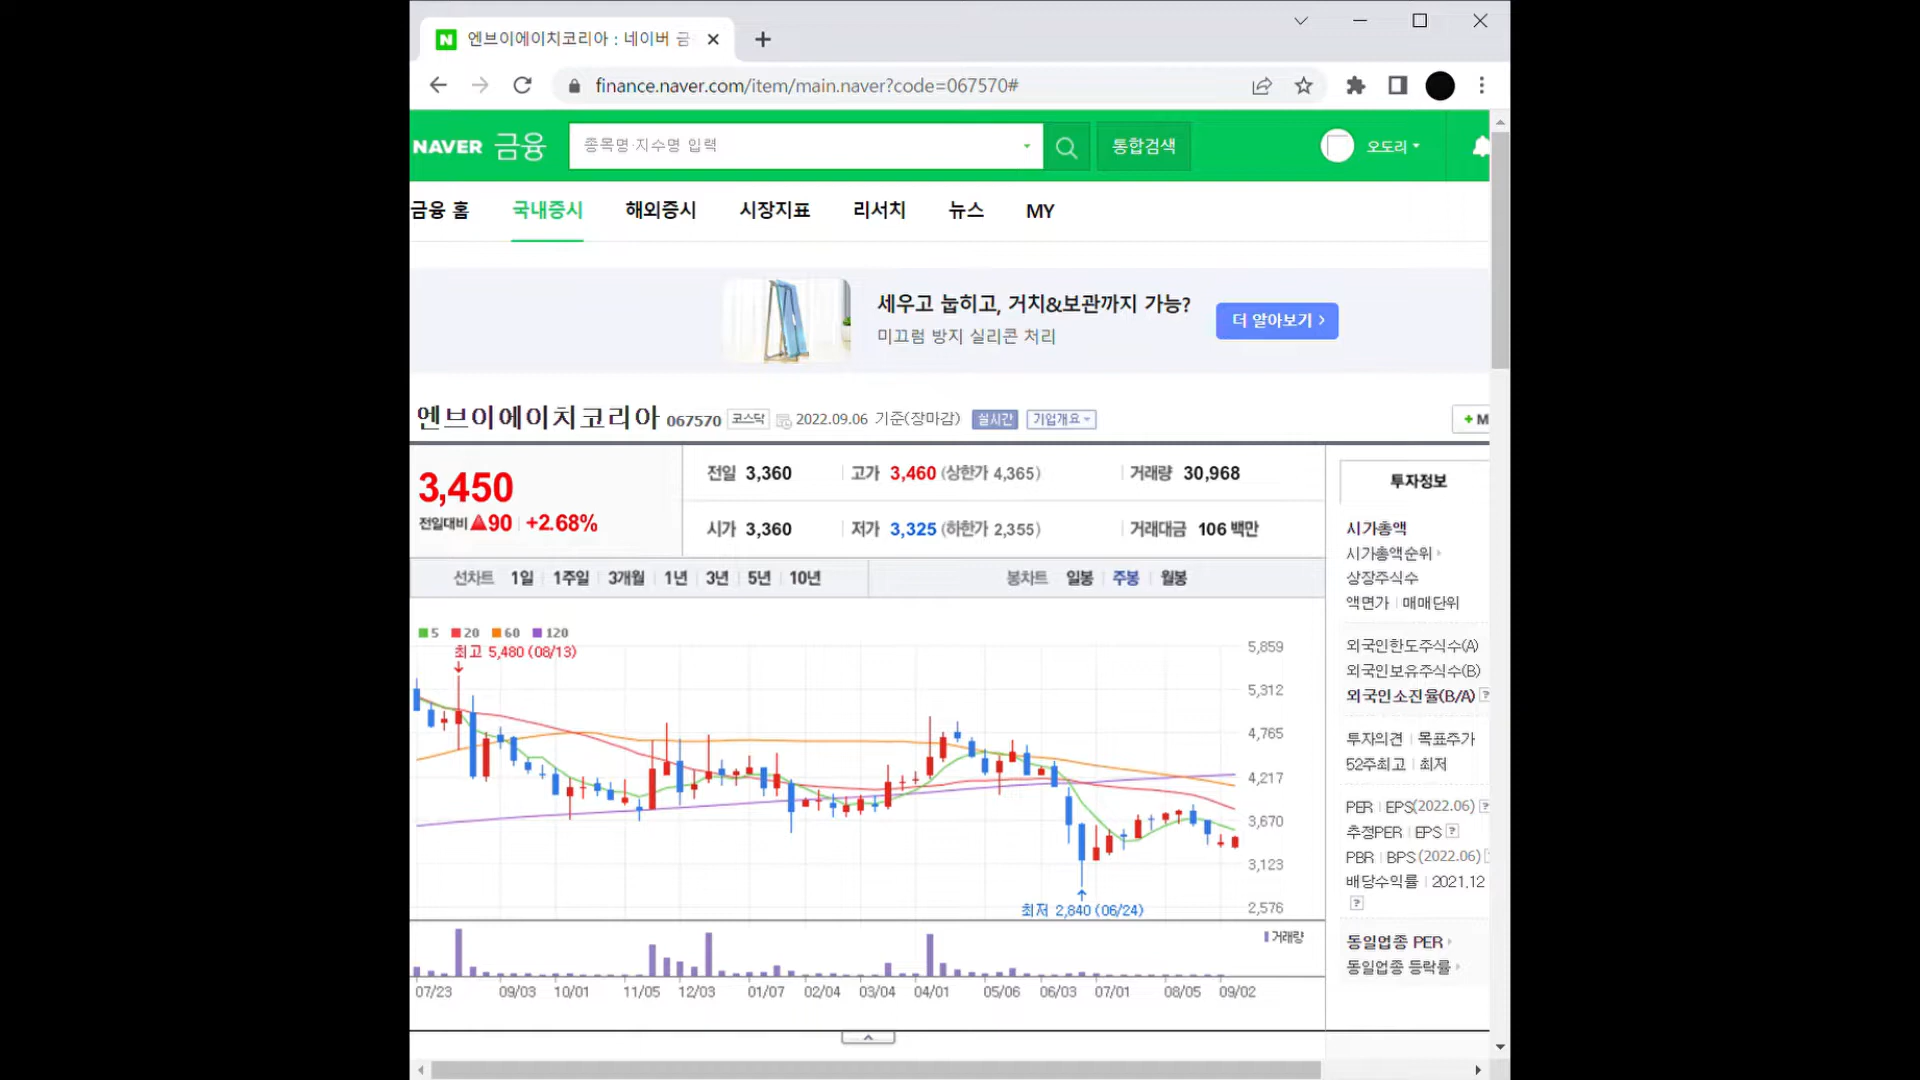 엔브이에이치코리아 : 네이버 금
finance.naver.com/item/main.naver?code=067570#
NAVER 금융
종목명·지수명 입력
통합검색
오토리
금융 홈 국내증시 해외증시 시장지표 리서치 뉴스 MY
세우고 눕히고, 거치&보관까지 가능?
미끄럼 방지 실리콘 처리
더 알아보기 >
엔브이에이치코리아 067570 코스닥 2022.09.06 기준(장마감) 실시간 기업개요
+ M
3,450
전일대비 ▲90 +2.68%
전일 3,360 고가 3,460 (상한가 4,365) 거래량 30,968
시가 3,360 저가 3,325 (하한가 2,355) 거래대금 106 백만
선차트 1일 1주일 3개월 1년 3년 5년 10년
봉차트 일봉 주봉 월봉
5 20 60 120
최고 5,480 (08/13)
5,859
5,312
4,765
4,217
3,670
3,123
2,576
최저 2,840 (06/24)
거래량
07/23 09/03 10/01 11/05 12/03 01/07 02/04 03/04 04/01 05/06 06/03 07/01 08/05 09/02
투자정보
시가총액
시가총액순위
상장주식수
액면가 | 매매단위
외국인한도주식수(A)
외국인보유주식수(B)
외국인소진율(B/A) ?
투자의견 | 목표주가
52주최고 | 최저
PER | EPS(2022.06) ?
추정PER | EPS ?
PBR | BPS (2022.06)
배당수익률 | 2021.12
?
동일업종 PER
동일업종 등락률